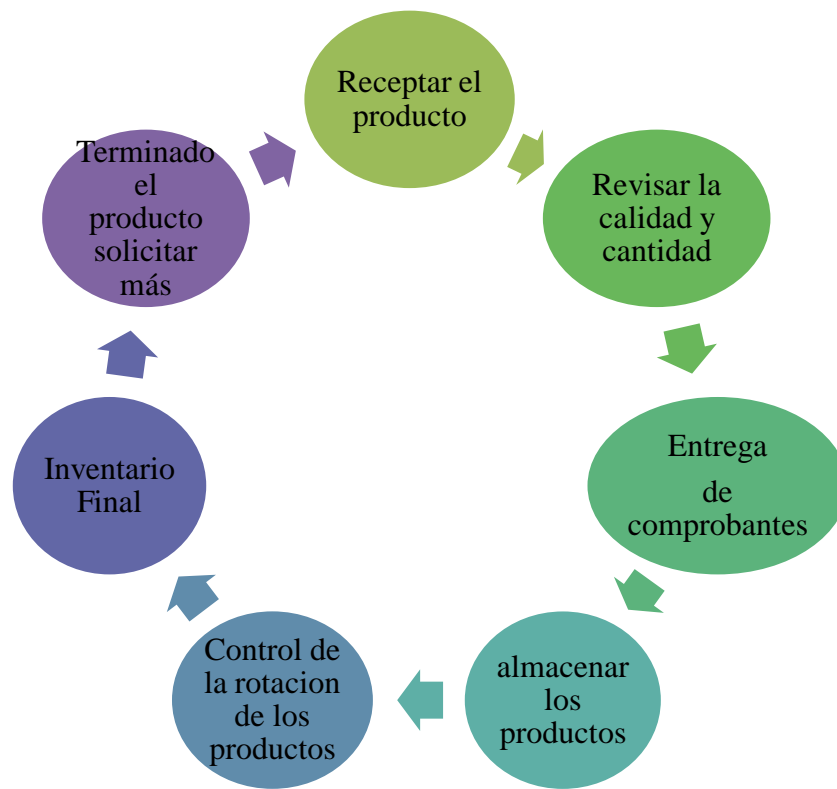 Receptar el
producto
Revisar la
calidad y
cantidad
Entrega
de
comprobantes
almacenar
los
productos
Control de
la rotacion
de los
productos
Inventario
Final
Terminado
el
producto
solicitar
más